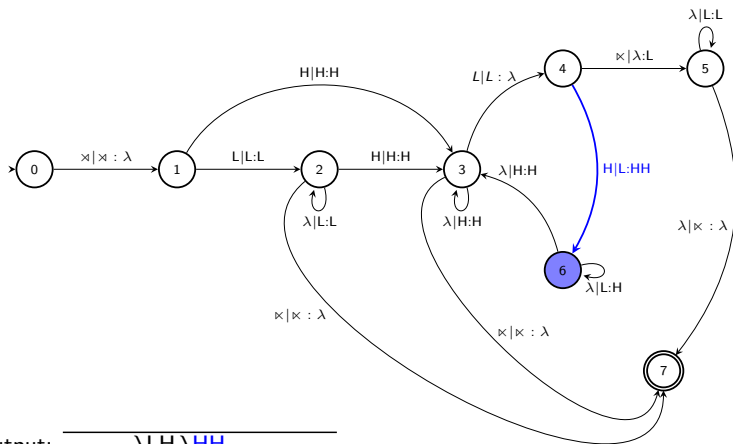 λ|L:L
4
⋉|λ:L
5
L|L : λ
H|H:H
⋊|⋊ : λ
L|L:L
H|H:H
λ|H:H
H|L:HH
0
1
2
3
λ|L:L
λ|H:H
λ|⋉ : λ
6
λ|L:H
⋉|⋉ : λ
⋉|⋉ : λ
7